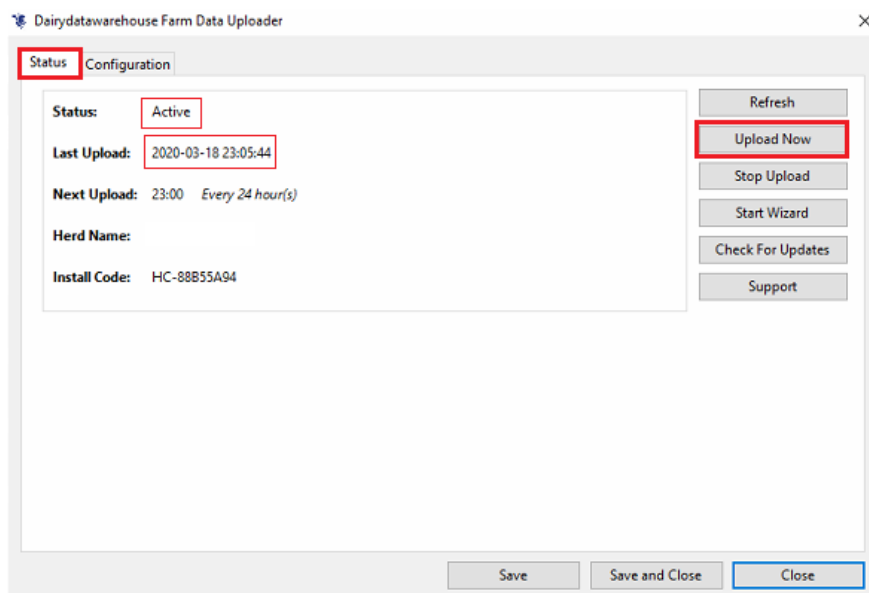 Dairydatawarehouse Farm Data Uploader
Status Configuration
Status: Active
Last Upload: 2020-03-18 23:05:44
Next Upload: 23:00 Every 24 hour(s)
Herd Name:
Install Code: HC-88B55A94
Refresh
Upload Now
Stop Upload
Start Wizard
Check For Updates
Support
Save Save and Close Close